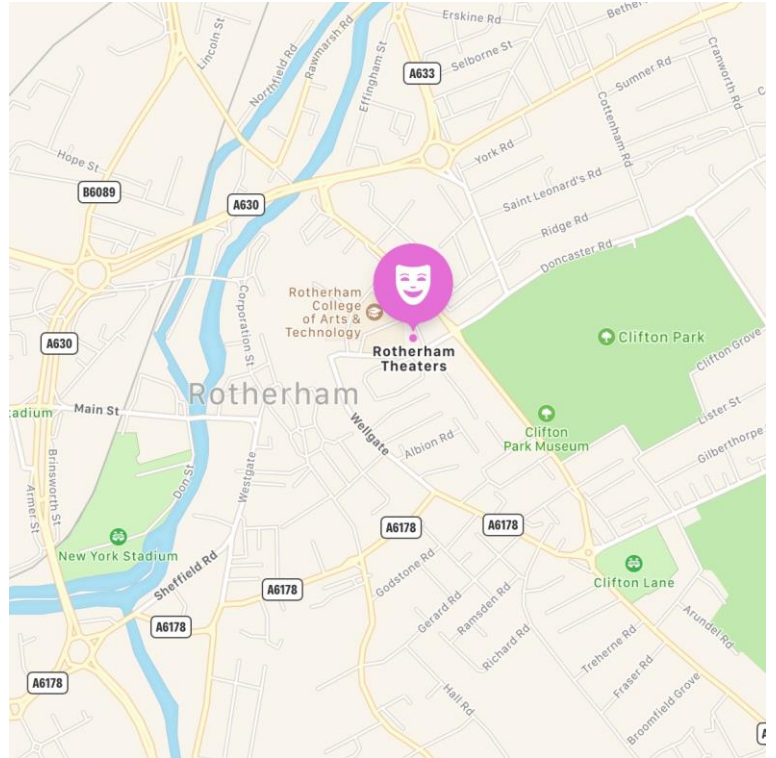 Erskine Rd
Lincoln St
Northfield Rd
Rawmarsh Rd
Effingham St
Selborne St
Cranworth Rd
A633
Sumner Rd
Cottenham Rd
York Rd
Hope St
B6089
Saint Leonard's Rd
A630
Ridge Rd
Doncaster Rd
Rotherham
College
of Arts &
Technology
Corporation St
Clifton Park
A630
Rotherham
Theaters
Clifton Grove
Rotherham
Main St
Lister St
Clifton
Park Museum
Wellgate
Albion Rd
Gilberthorpe
Brinsworth St
Armer St
Don St
Westgate
A6178
A6178
New York Stadium
Sheffield Rd
Godstone Rd
Clifton Lane
A6178
Gerard Rd
Ramsden Rd
A6178
Arundel Rd
Richard Rd
Treherne Rd
Fraser Rd
A6178
Hall Rd
Broomfield Grove